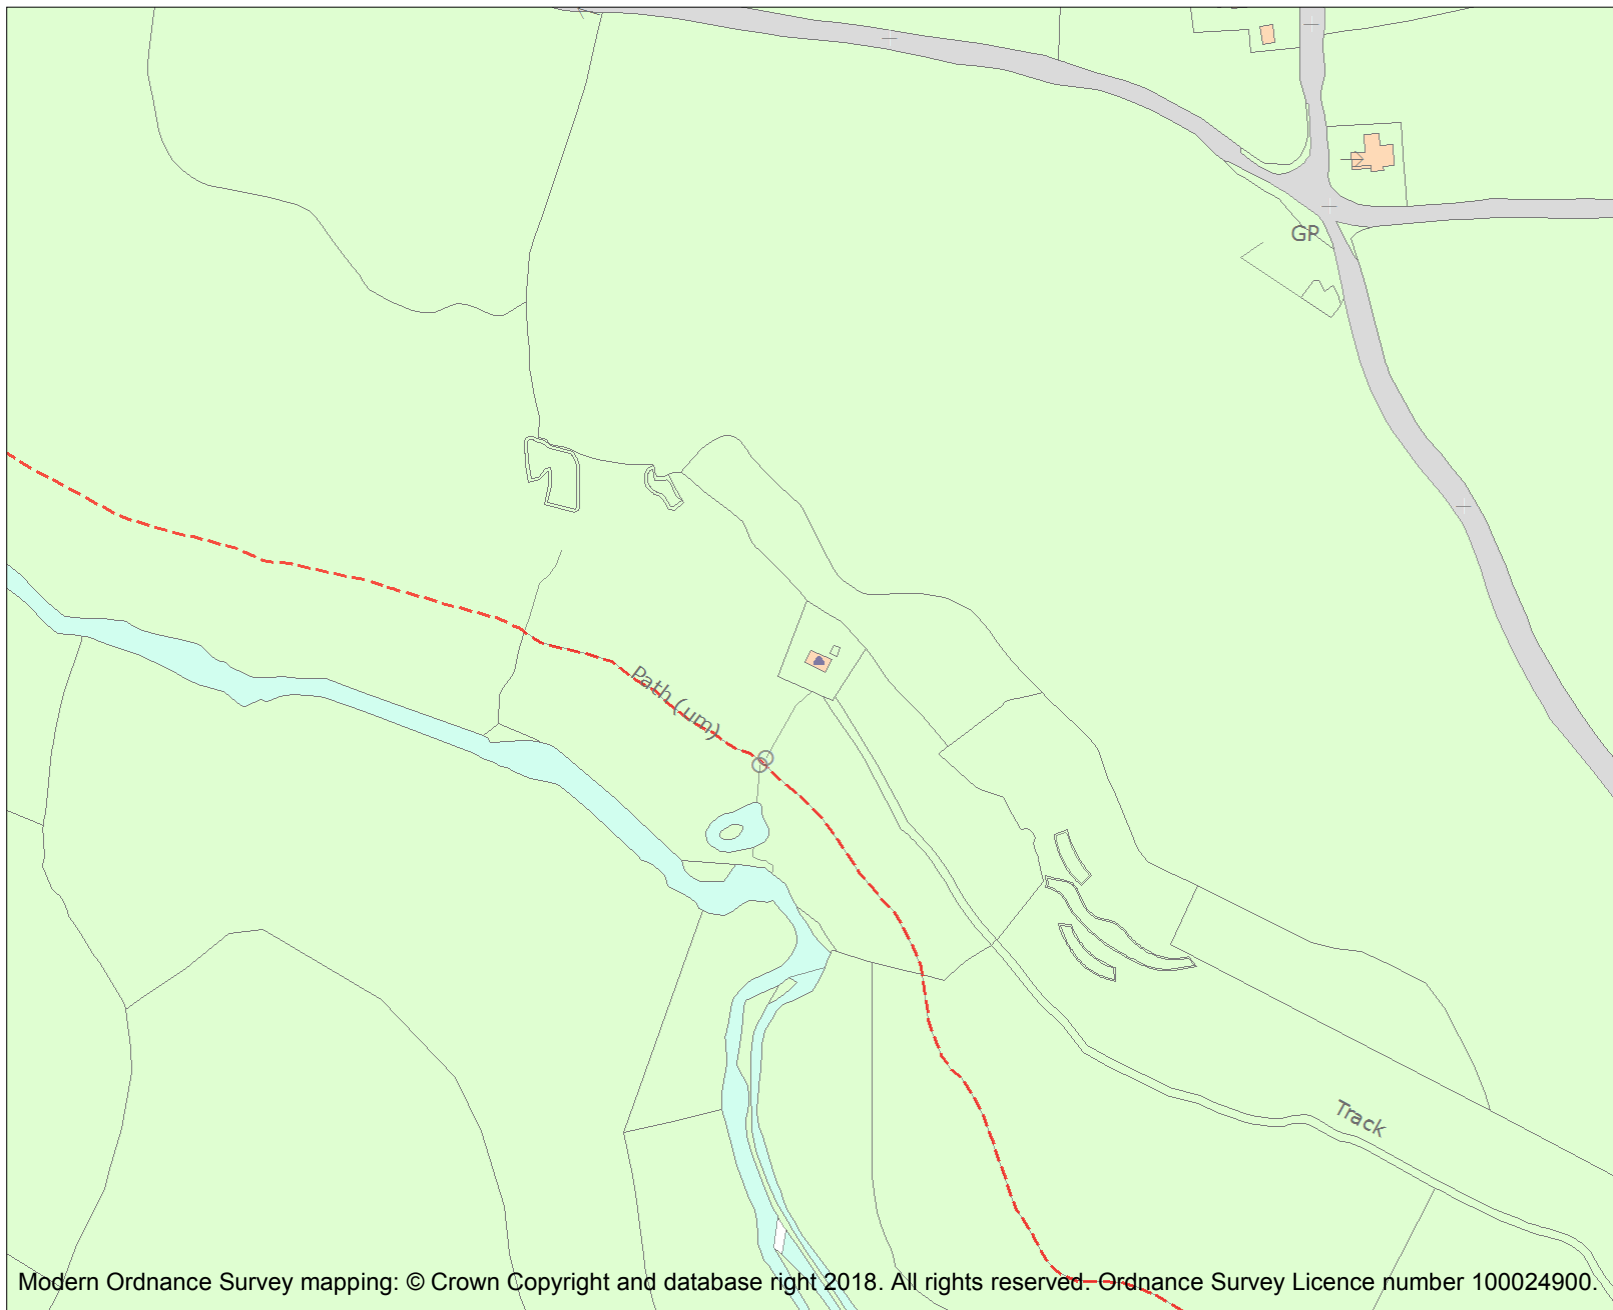 GP
Path (um)
Track
Modern Ordnance Survey mapping: © Crown Copyright and database right 2018. All rights reserved. Ordnance Survey Licence number 100024900.